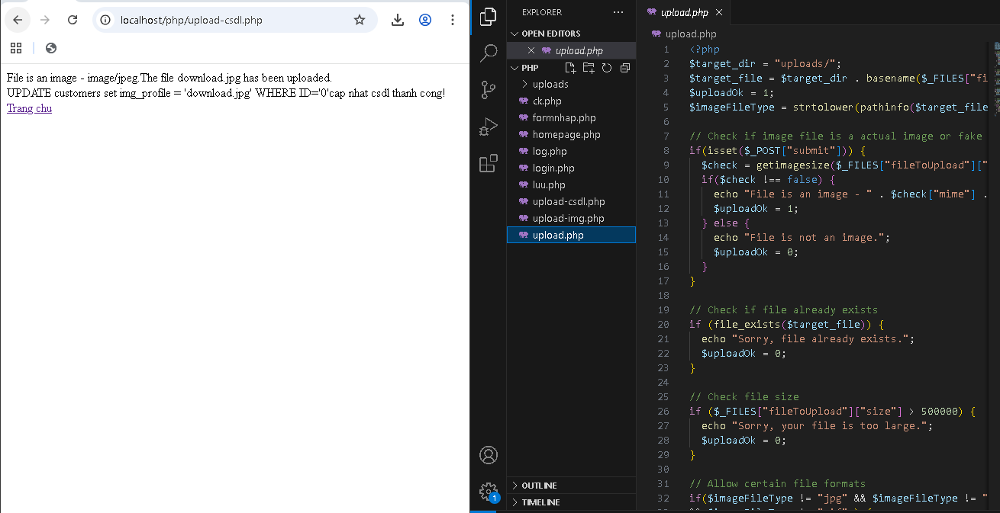 localhost/php/upload-csdl.php
File is an image - image/jpeg.The file download.jpg has been uploaded.
UPDATE customers set img_profile = 'download.jpg' WHERE ID='0'cap nhat csdl thanh cong!
Trang chu
EXPLORER
OPEN EDITORS
upload.php
PHP
uploads
ck.php
formnhap.php
homepage.php
log.php
login.php
luu.php
upload-csdl.php
upload-img.php
upload.php
OUTLINE
TIMELINE
1
upload.php
upload.php
1 <?php
2 $target_dir = "uploads/";
3 $target_file = $target_dir . basename($_FILES["fi
4 $uploadOk = 1;
5 $imageFileType = strtolower(pathinfo($target_file
6
7 // Check if image file is a actual image or fake
8 if(isset($_POST["submit"])) {
9 $check = getimagesize($_FILES["fileToUpload"]["
10 if($check !== false) {
11 echo "File is an image - " . $check["mime"] .
12 $uploadOk = 1;
13 } else {
14 echo "File is not an image.";
15 $uploadOk = 0;
16 }
17 }
18
19 // Check if file already exists
20 if (file_exists($target_file)) {
21 echo "Sorry, file already exists.";
22 $uploadOk = 0;
23 }
24
25 // Check file size
26 if ($_FILES["fileToUpload"]["size"] > 500000) {
27 echo "Sorry, your file is too large.";
28 $uploadOk = 0;
29 }
30
31 // Allow certain file formats
32 if($imageFileType != "jpg" && $imageFileType != "